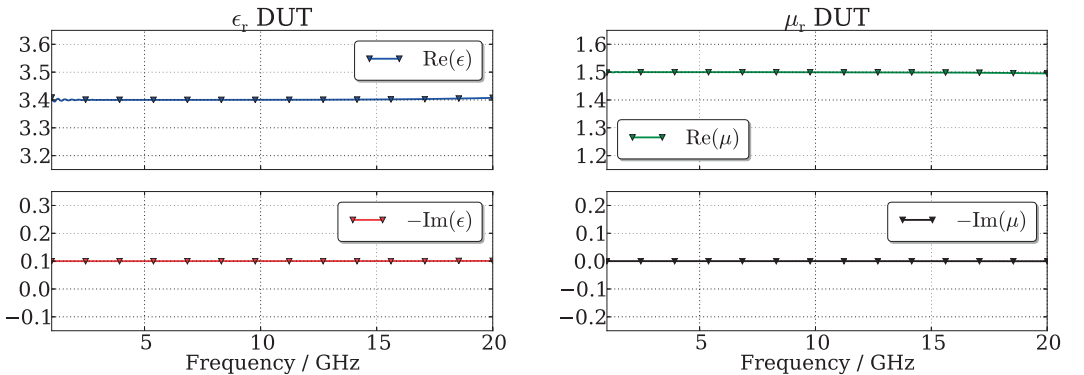 ϵr DUT
3.6
3.5
3.4
3.3
3.2
Re(ϵ)
0.3
0.2
0.1
0.0
−0.1
−Im(ϵ)
5 10 15 20
Frequency / GHz
μr DUT
1.6
1.5
1.4
1.3
1.2
Re(μ)
0.2
0.1
0.0
−0.1
−0.2
−Im(μ)
5 10 15 20
Frequency / GHz